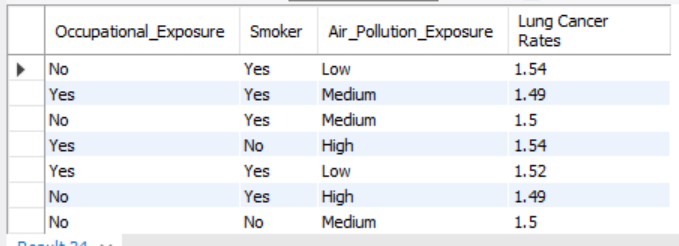 Occupational_Exposure Smoker Air_Pollution_Exposure Lung Cancer Rates
No Yes Low 1.54
Yes Yes Medium 1.49
No Yes Medium 1.5
Yes No High 1.54
Yes Yes Low 1.52
No Yes High 1.49
No No Medium 1.5